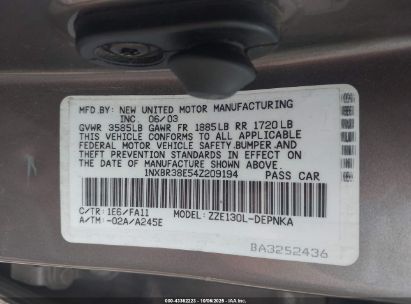 MFD. BY: NEW UNITED MOTOR MANUFACTURING
INC 06/03
GVWR 3585LB GAWR FR 1885LB RR 1720LB
THIS VEHICLE CONFORMS TO ALL APPLICABLE
FEDERAL MOTOR VEHICLE SAFETY,BUMPER,AND
THEFT PREVENTION STANDARDS IN EFFECT ON
THE DATE OF MANUFACTURE SHOWN ABOVE.
1NXBR38E54Z209194 PASS CAR
C/TR: 1E6/FA11 MODEL: ZZE130L-DEPNKA
A/TM: -02A/A245E
BA3252436